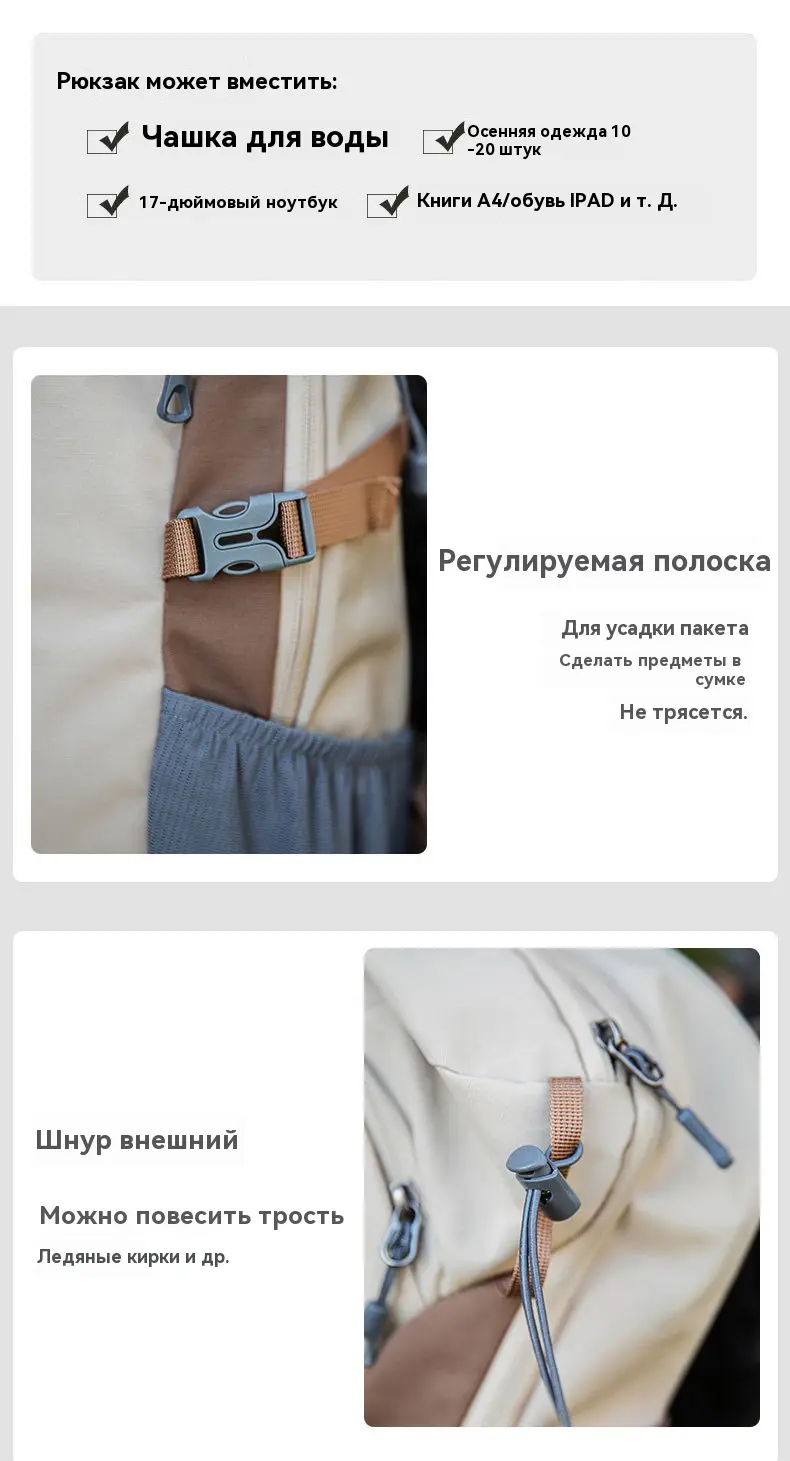 Рюкзак может вместить:
Чашка для воды
Осенняя одежда 10
-20 штук
17-дюймовый ноутбук
Книги A4/обувь IPAD и т. Д.
Регулируемая полоска
Для усадки пакета
Сделать предметы в
сумке
Не трясется.
Шнур внешний
Можно повесить трость
Ледяные кирки и др.